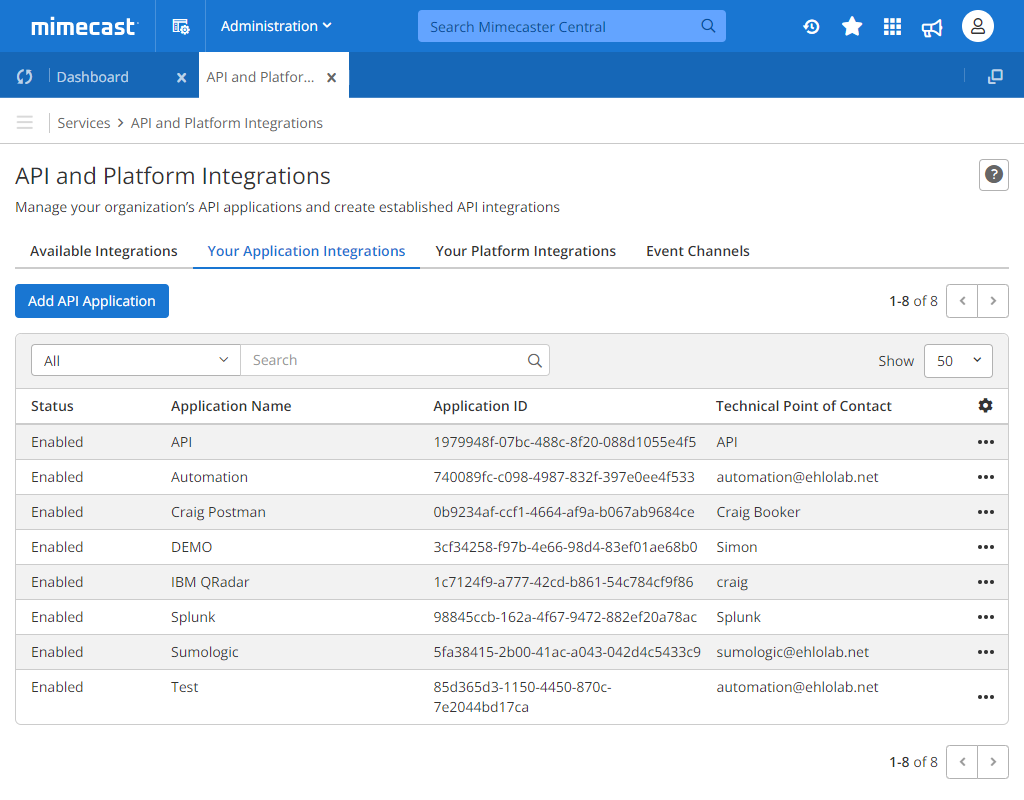 mimecast Administration Search Mimecaster Central
Dashboard API and Platfor...
Services > API and Platform Integrations
API and Platform Integrations ?
Manage your organization's API applications and create established API integrations
Available Integrations Your Application Integrations Your Platform Integrations Event Channels
Add API Application 1-8 of 8
All Search Show 50
Status Application Name Application ID Technical Point of Contact
Enabled API 1979948f-07bc-488c-8f20-088d1055e4f5 API
Enabled Automation 740089fc-c098-4987-832f-397e0ee4f533 automation@ehlolab.net
Enabled Craig Postman 0b9234af-ccf1-4664-af9a-b067ab9684ce Craig Booker
Enabled DEMO 3cf34258-f97b-4e66-98d4-83ef01ae68b0 Simon
Enabled IBM QRadar 1c7124f9-a777-42cd-b861-54c784cf9f86 craig
Enabled Splunk 98845ccb-162a-4f67-9472-882ef20a78ac Splunk
Enabled Sumologic 5fa38415-2b00-41ac-a043-042d4c5433c9 sumologic@ehlolab.net
Enabled Test 85d365d3-1150-4450-870c- automation@ehlolab.net
7e2044bd17ca
1-8 of 8